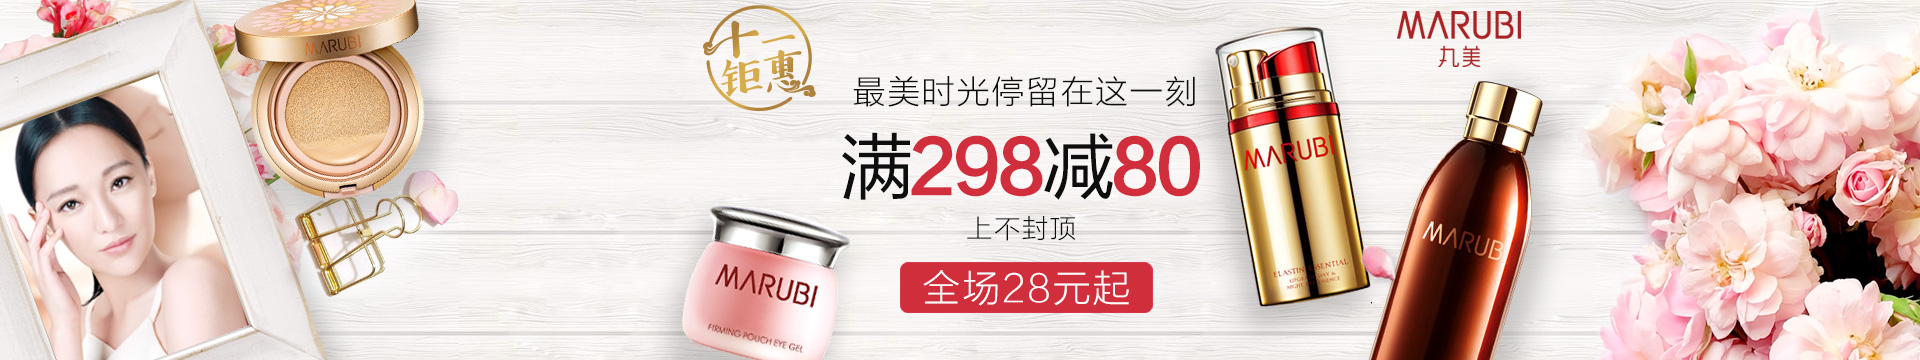 MARUBI
十一
钜惠
最美时光停留在这一刻
满298减80
上不封顶
全场28元起
MARUBI
FIRMING POUCH EYE GEL
MARUBI
ELASTIN ESSENTIAL
MARUBI
丸美
MARUBI